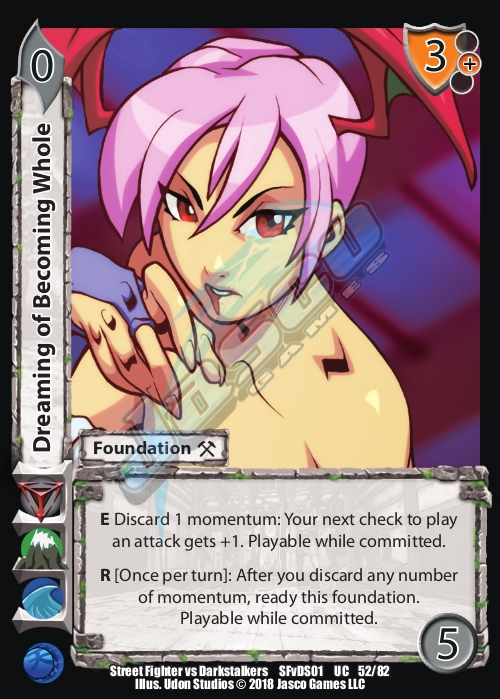 0
3
+
Dreaming of Becoming Whole
JASCO
GAMES
Foundation
E Discard 1 momentum: Your next check to play
an attack gets +1. Playable while committed.
R [Once per turn]: After you discard any number
of momentum, ready this foundation.
Playable while committed.
5
Street Fighter vs Darkstalkers SFvDS01 UC 52/82
Illus. Udon Studios © 2018 Jasco Games LLC